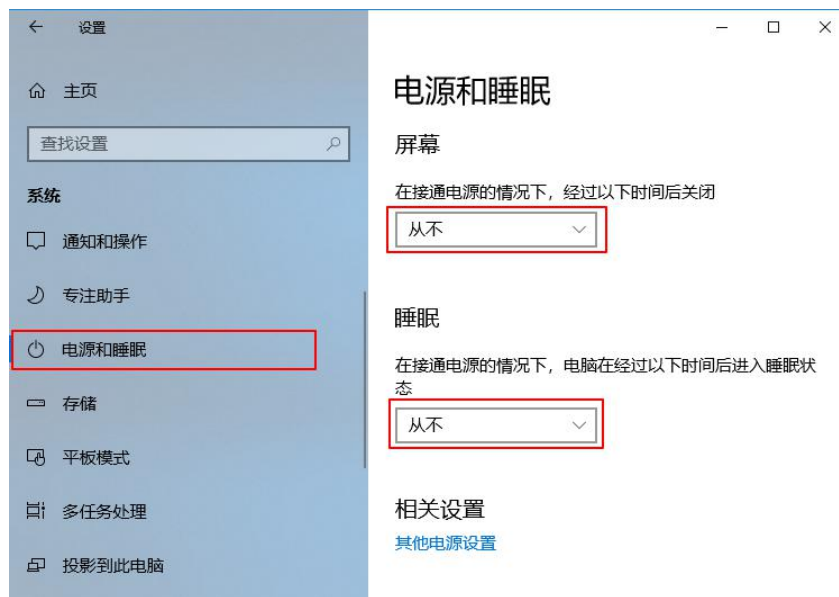 设置
主页
查找设置
系统
通知和操作
专注助手
电源和睡眠
存储
平板模式
多任务处理
投影到此电脑
电源和睡眠
屏幕
在接通电源的情况下，经过以下时间后关闭
从不
睡眠
在接通电源的情况下，电脑在经过以下时间后进入睡眠状
态
从不
相关设置
其他电源设置